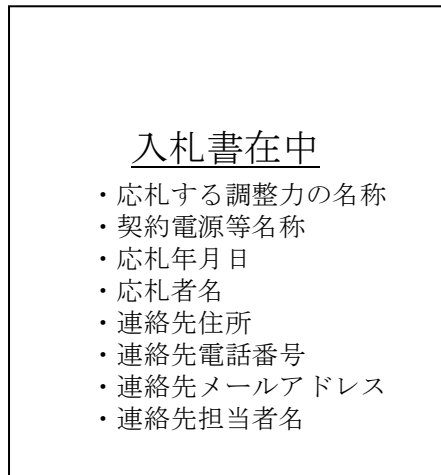 入札書在中
・応札する調整力の名称
・契約電源等名称
・応札年月日
・応札者名
・連絡先住所
・連絡先電話番号
・連絡先メールアドレス
・連絡先担当者名